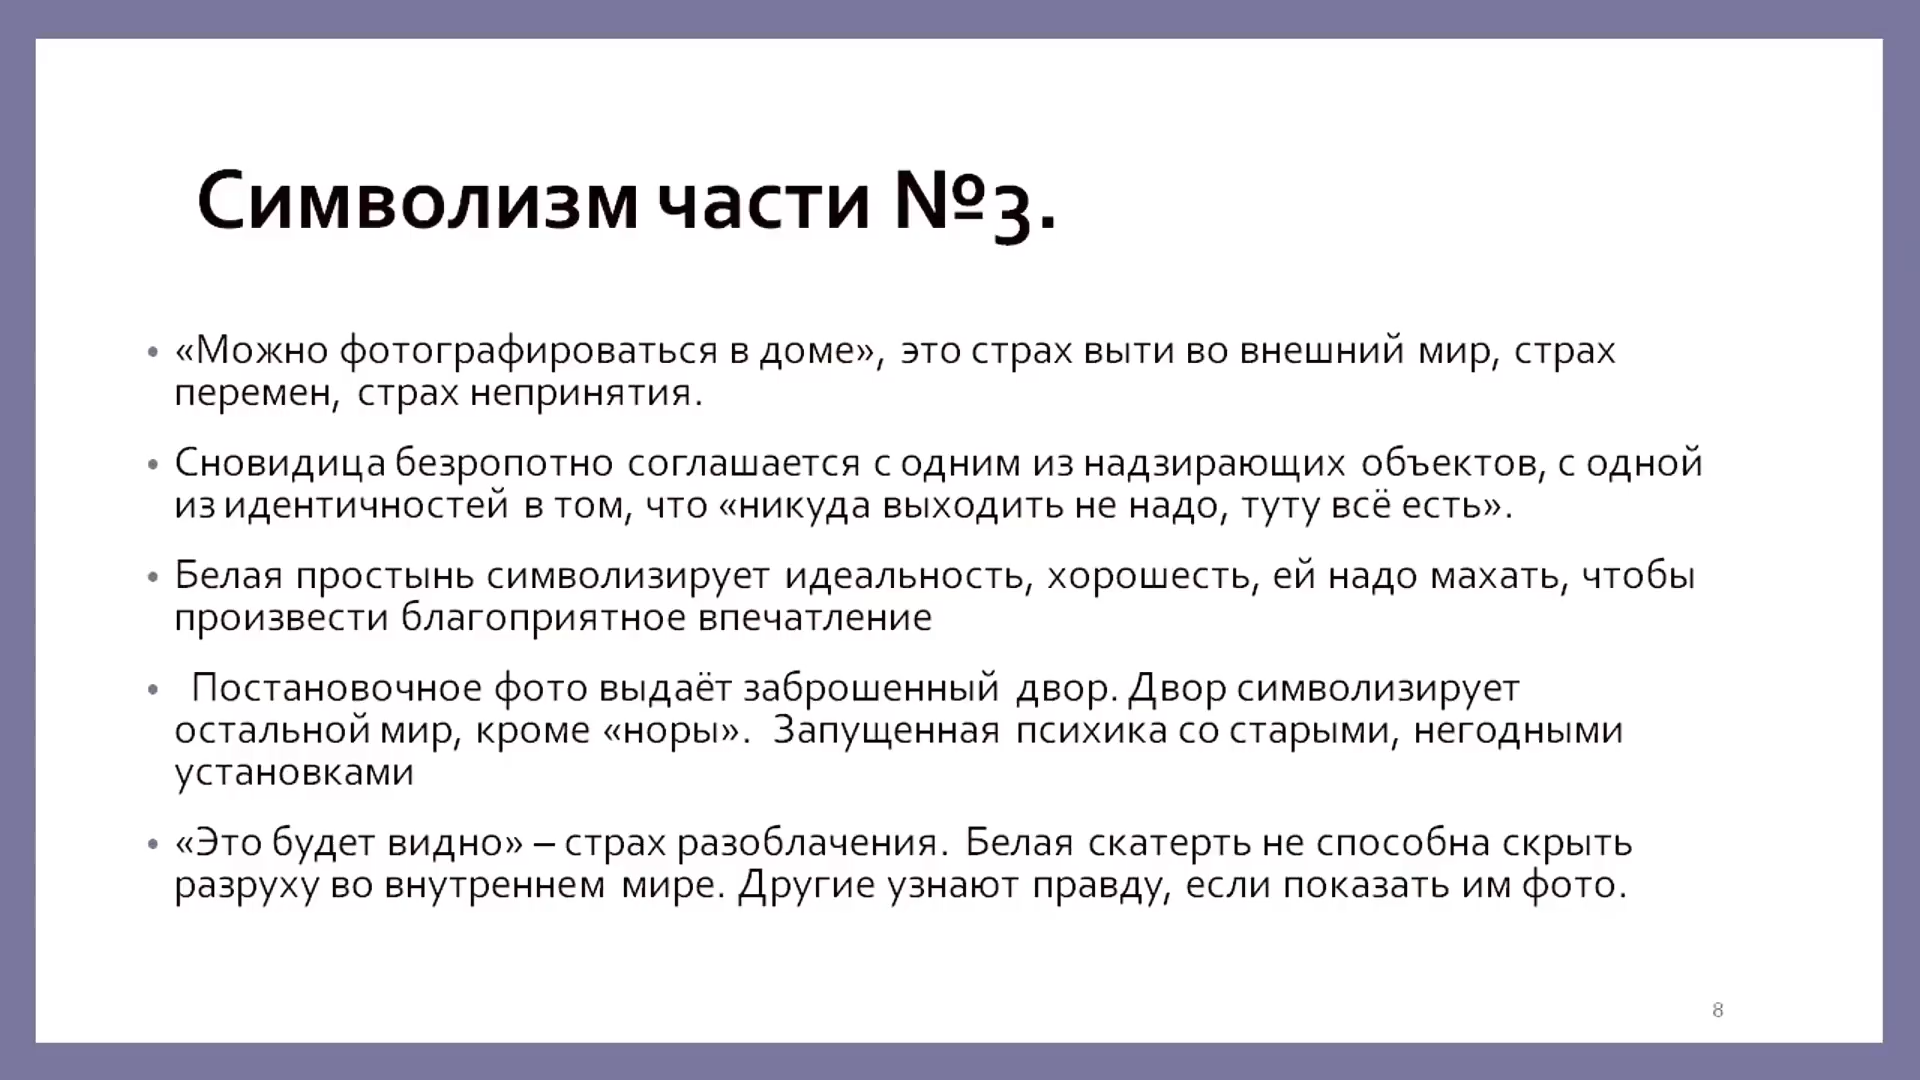 Символизм части №3.
• «Можно фотографироваться в доме», это страх выти во внешний мир, страх
перемен, страх непринятия.
• Сновидица безропотно соглашается с одним из надзирающих объектов, с одной
из идентичностей в том, что «никуда выходить не надо, туту всё есть».
• Белая простынь символизирует идеальность, хорошесть, ей надо махать, чтобы
произвести благоприятное впечатление
• Постановочное фото выдаёт заброшенный двор. Двор символизирует
остальной мир, кроме «норы». Запущенная психика со старыми, негодными
установками
• «Это будет видно» – страх разоблачения. Белая скатерть не способна скрыть
разруху во внутреннем мире. Другие узнают правду, если показать им фото.
8